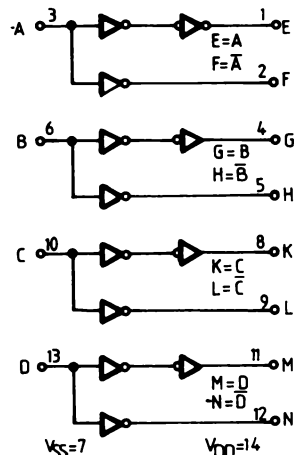 -A 3 1 E
E=A
F=A̅
2 F
B 6 4 G
G=B
H=B̅
5 H
C 10 8 K
K=C
L=C̅
9 L
D 13 11 M
M=D
-N=D̅
12 N
VSS=7 VDD=14